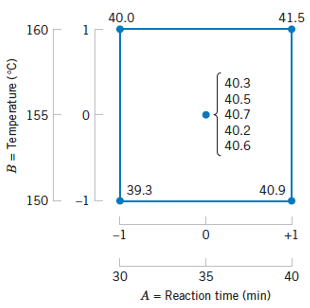 40.0 41.5
160 1
40.3
40.5
155 0 40.7
40.2
40.6
39.3 40.9
150 −1
−1 0 +1
30 35 40
A = Reaction time (min)
B = Temperature (°C)